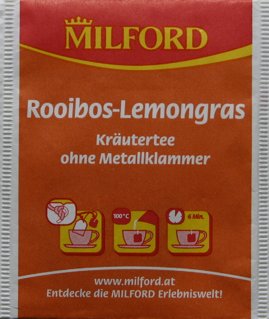 MILFORD
Rooibos-Lemongras
Kräutertee
ohne Metallklammer
100°C
6 Min.
www.milford.at
Entdecke die MILFORD Erlebniswelt!